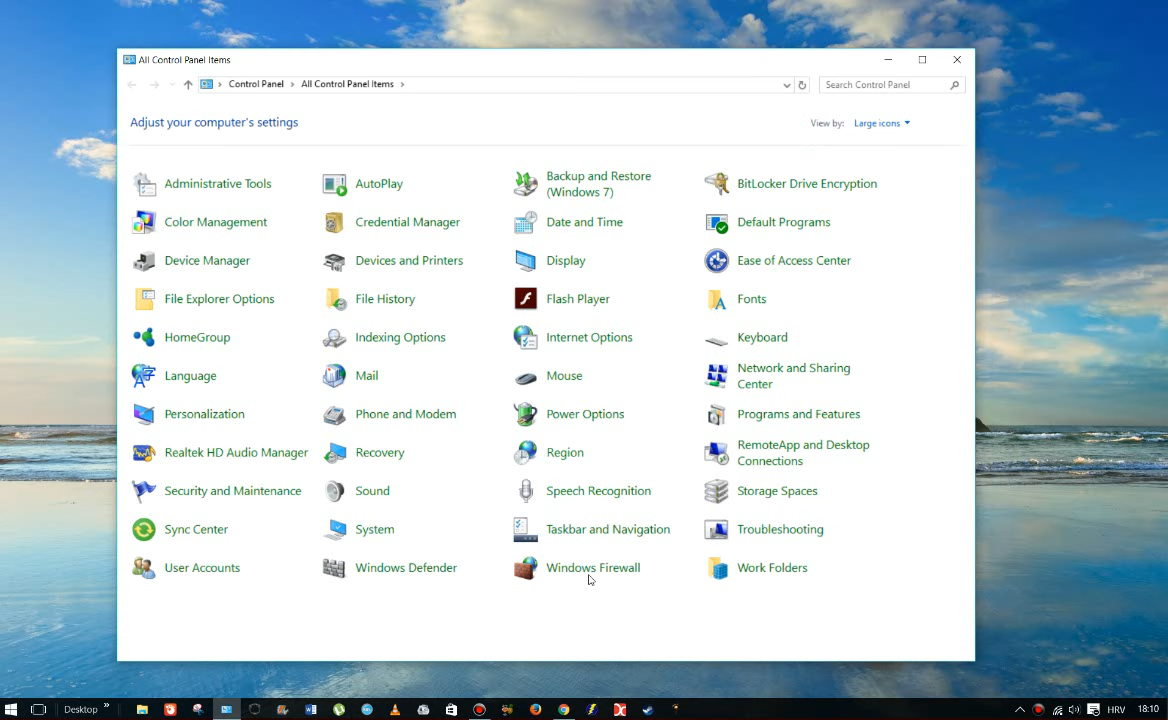 All Control Panel Items
Control Panel > All Control Panel Items >
Search Control Panel
Adjust your computer's settings
View by: Large icons
Administrative Tools
AutoPlay
Backup and Restore
(Windows 7)
BitLocker Drive Encryption
Color Management
Credential Manager
Date and Time
Default Programs
Device Manager
Devices and Printers
Display
Ease of Access Center
File Explorer Options
File History
Flash Player
Fonts
HomeGroup
Indexing Options
Internet Options
Keyboard
Language
Mail
Mouse
Network and Sharing
Center
Personalization
Phone and Modem
Power Options
Programs and Features
Realtek HD Audio Manager
Recovery
Region
RemoteApp and Desktop
Connections
Security and Maintenance
Sound
Speech Recognition
Storage Spaces
Sync Center
System
Taskbar and Navigation
Troubleshooting
User Accounts
Windows Defender
Windows Firewall
Work Folders
Desktop »
HRV
18:10